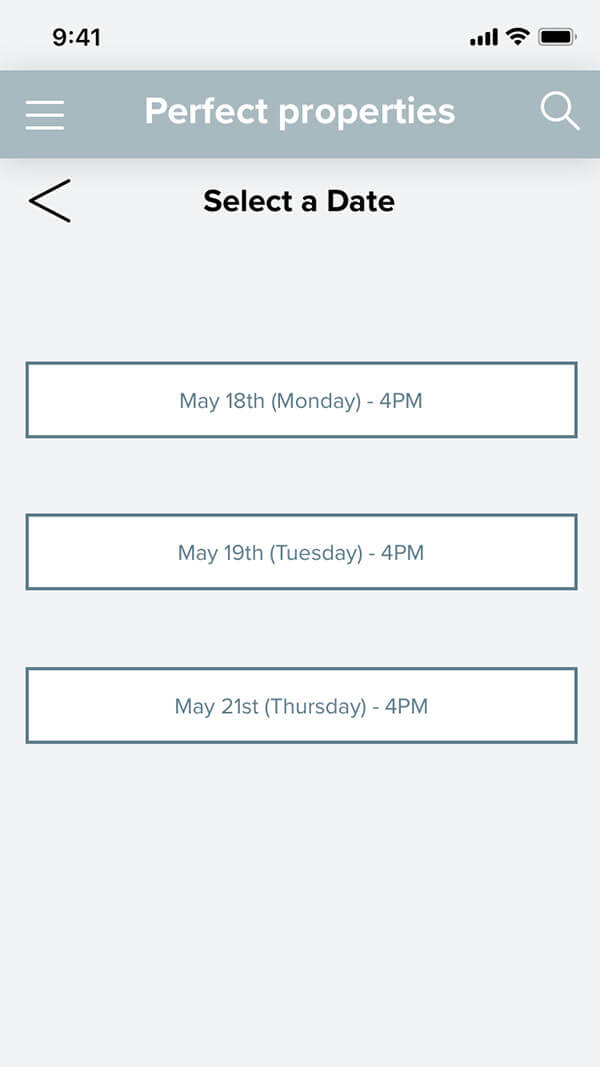 9:41
Perfect properties
Select a Date
May 18th (Monday) - 4PM
May 19th (Tuesday) - 4PM
May 21st (Thursday) - 4PM